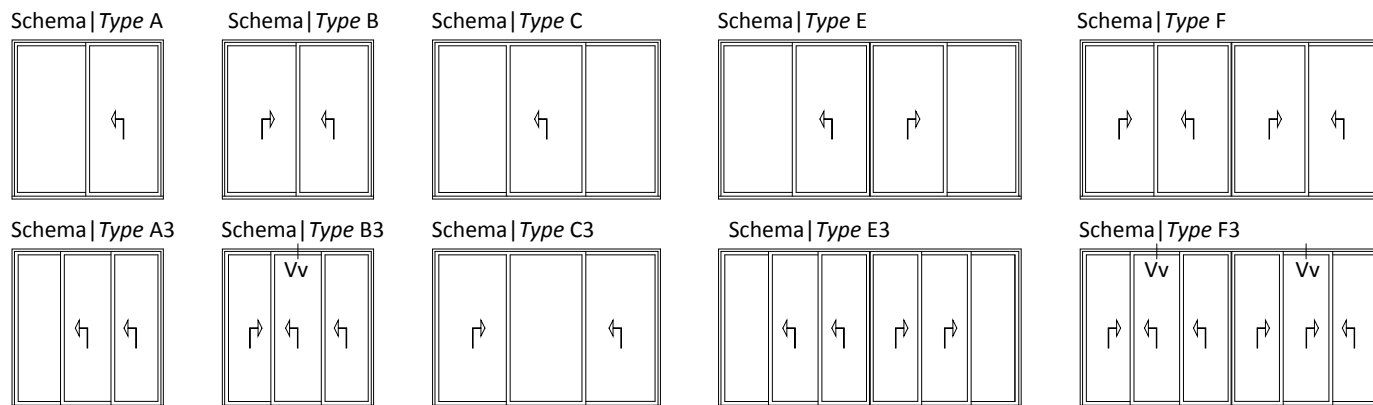 Schema|Type A
Schema|Type B
Schema|Type C
Schema|Type E
Schema|Type F
Schema|Type A3
Schema|Type B3
Schema|Type C3
Schema|Type E3
Schema|Type F3
Vv
Vv
Vv